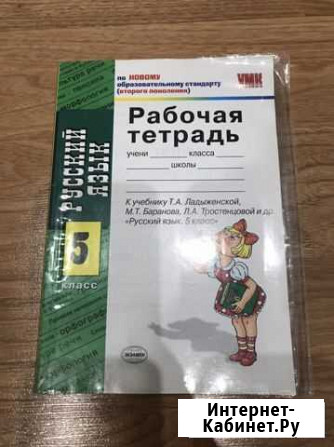 по НОВОМУ
образовательному стандарту
(второго поколения)
УМК
Рабочая
тетрадь
учени класса
школы
К учебнику Т.А. Ладыженской,
М.Т. Баранова, Л.А. Тростенцовой и др.
«Русский язык. 5 класс»
РУССКИЙ
ЯЗЫК
5
класс
ЭКЗАМЕН
Интернет-
Кабинет.Ру